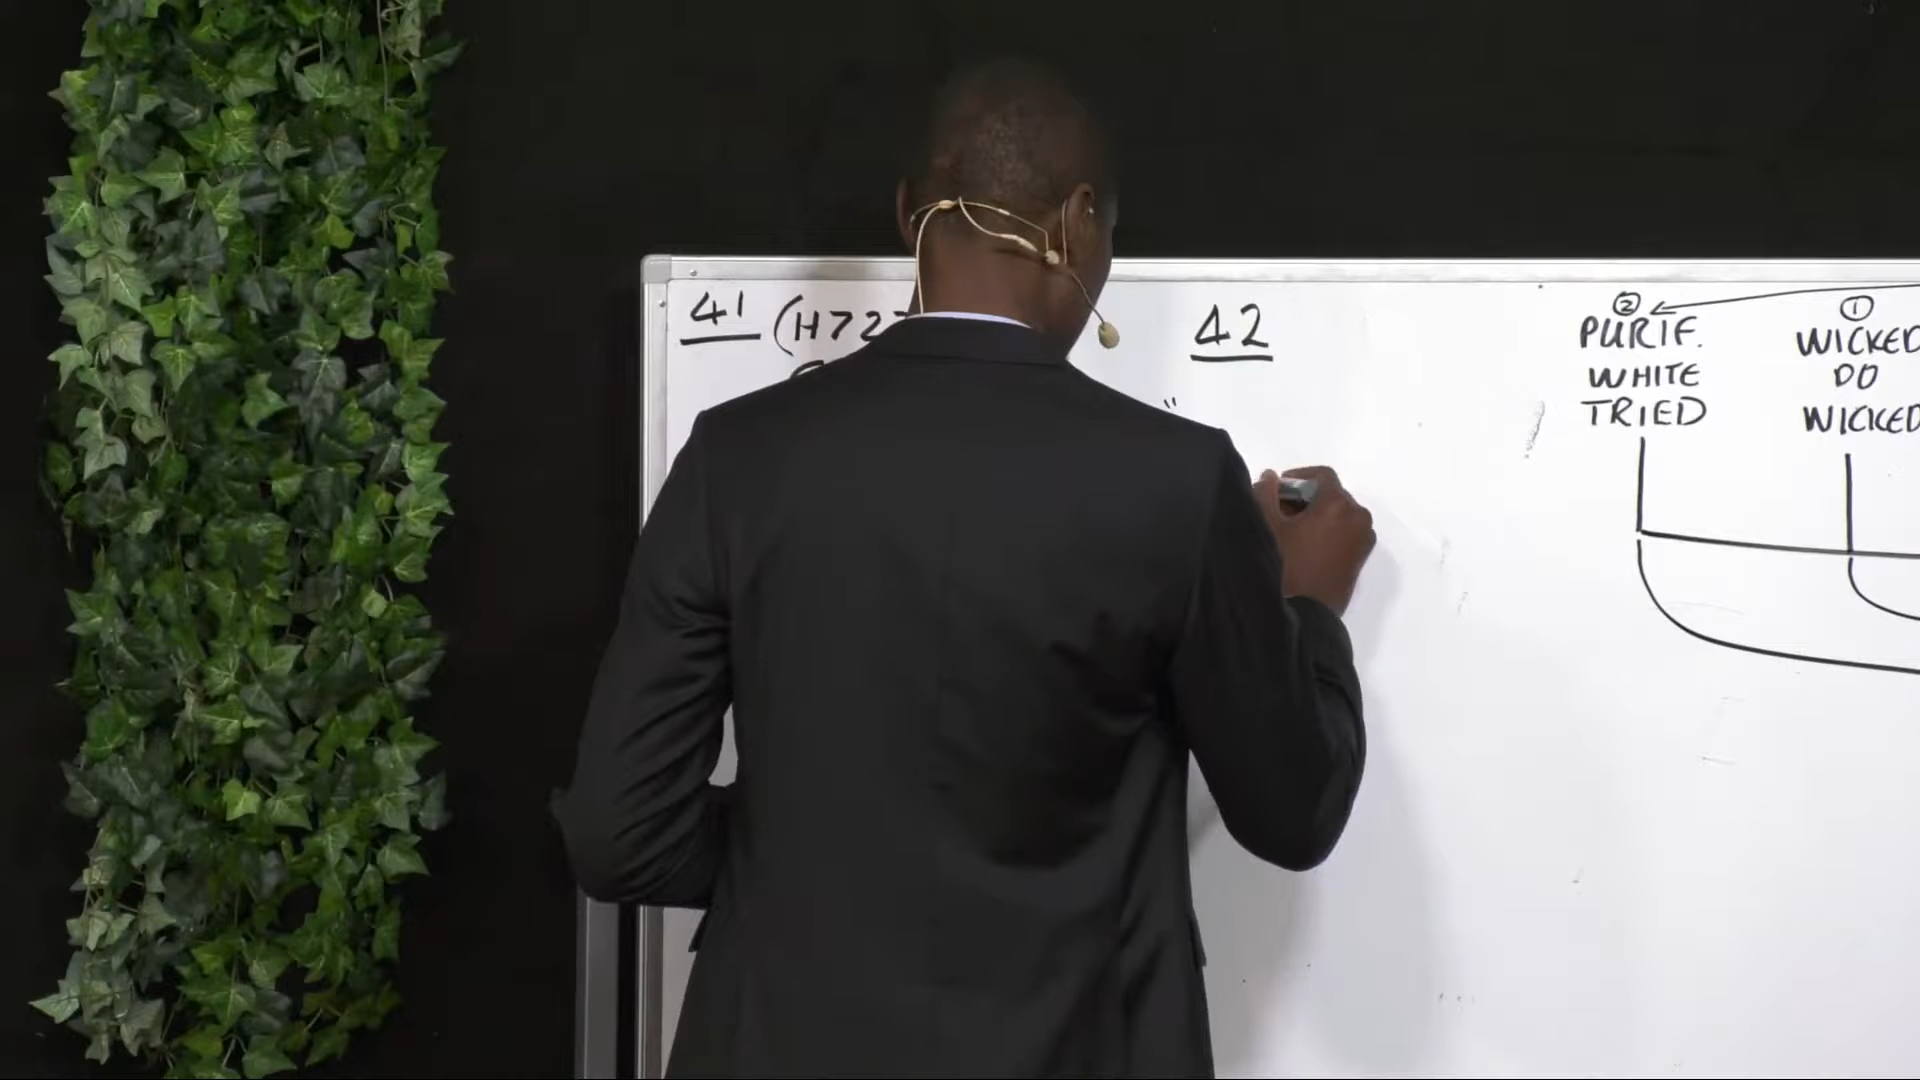 41
42
"
②
PURIF.
WHITE
TRIED
①
WICKED
DO
WICKED